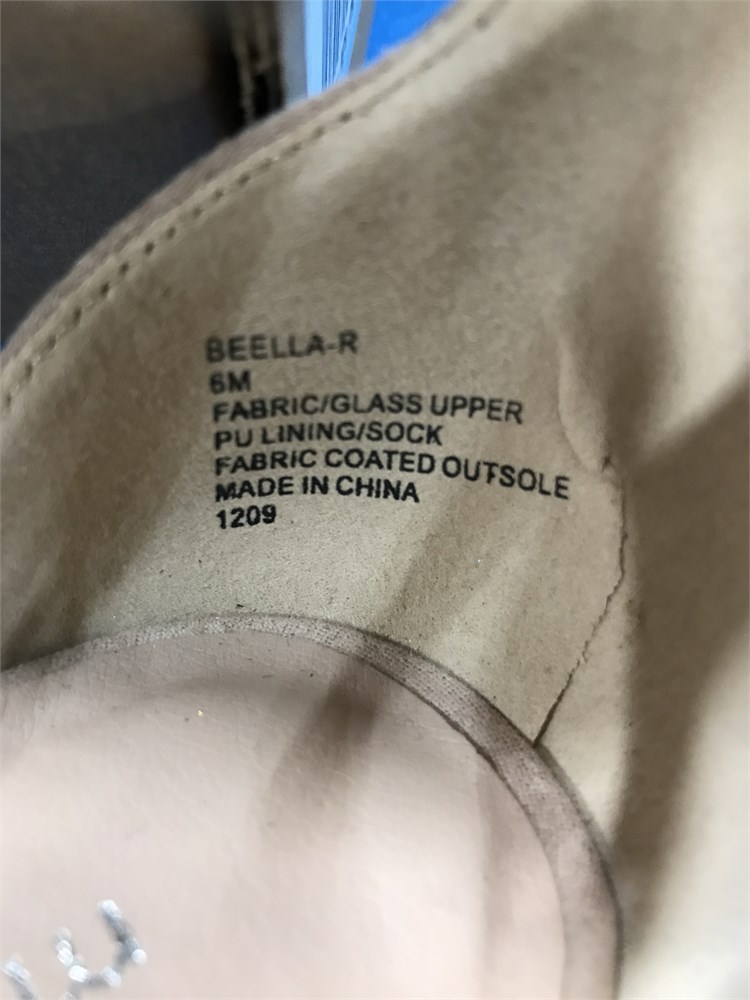 BEELLA-R
6M
FABRIC/GLASS UPPER
PU LINING/SOCK
FABRIC COATED OUTSOLE
MADE IN CHINA
1209